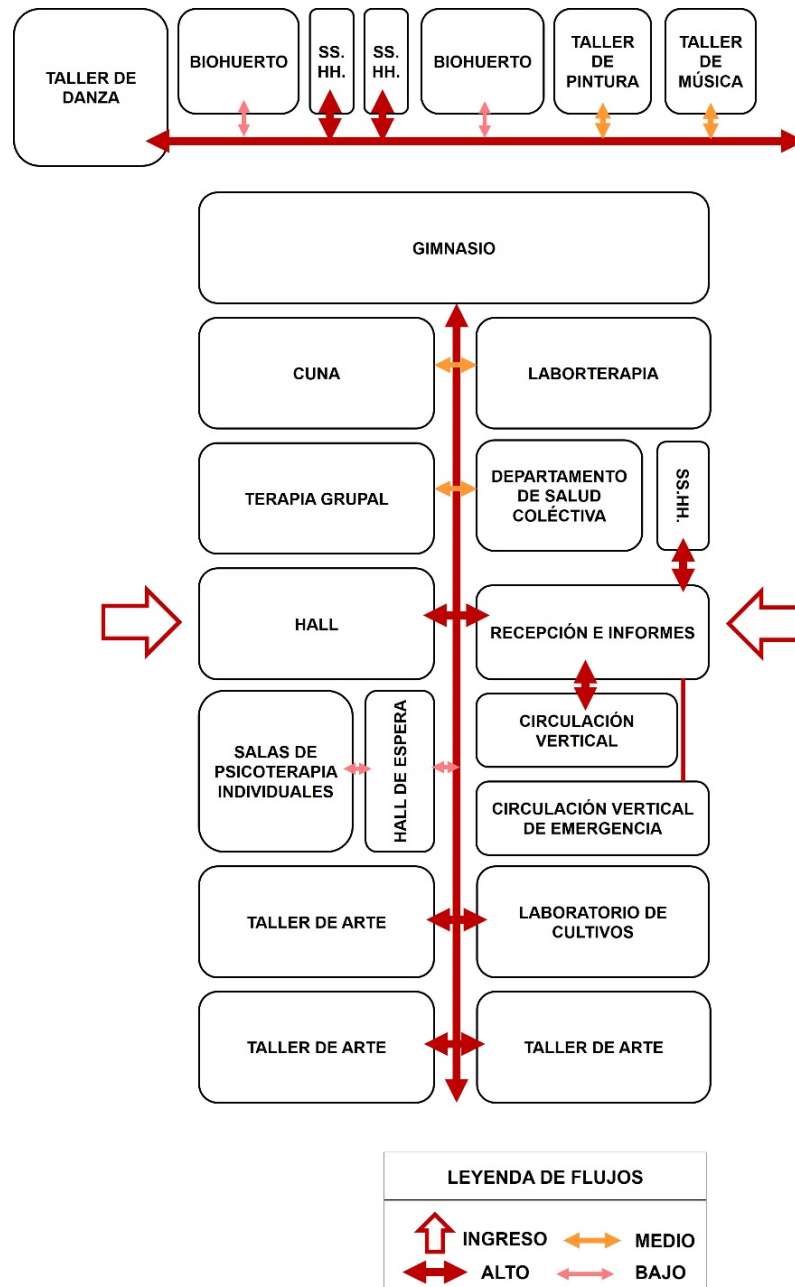 TALLER DE
DANZA
BIOHUERTO
SS.
HH.
SS.
HH.
BIOHUERTO
TALLER
DE
PINTURA
TALLER
DE
MÚSICA
GIMNASIO
CUNA
LABORTERAPIA
TERAPIA GRUPAL
DEPARTAMENTO
DE SALUD
COLÉCTIVA
SS.HH.
HALL
RECEPCIÓN E INFORMES
SALAS DE
PSICOTERAPIA
INDIVIDUALES
HALL DE ESPERA
CIRCULACIÓN
VERTICAL
CIRCULACIÓN VERTICAL
DE EMERGENCIA
TALLER DE ARTE
LABORATORIO DE
CULTIVOS
TALLER DE ARTE
TALLER DE ARTE
LEYENDA DE FLUJOS
INGRESO
MEDIO
ALTO
BAJO